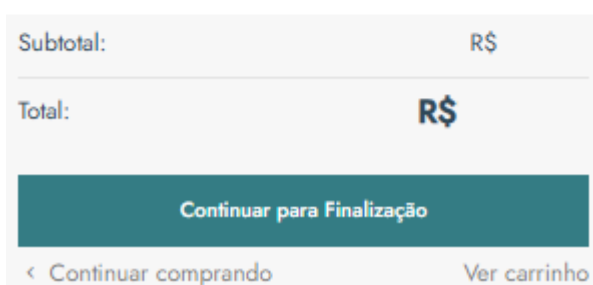 Subtotal: R$
Total: R$
Continuar para Finalização
< Continuar comprando Ver carrinho